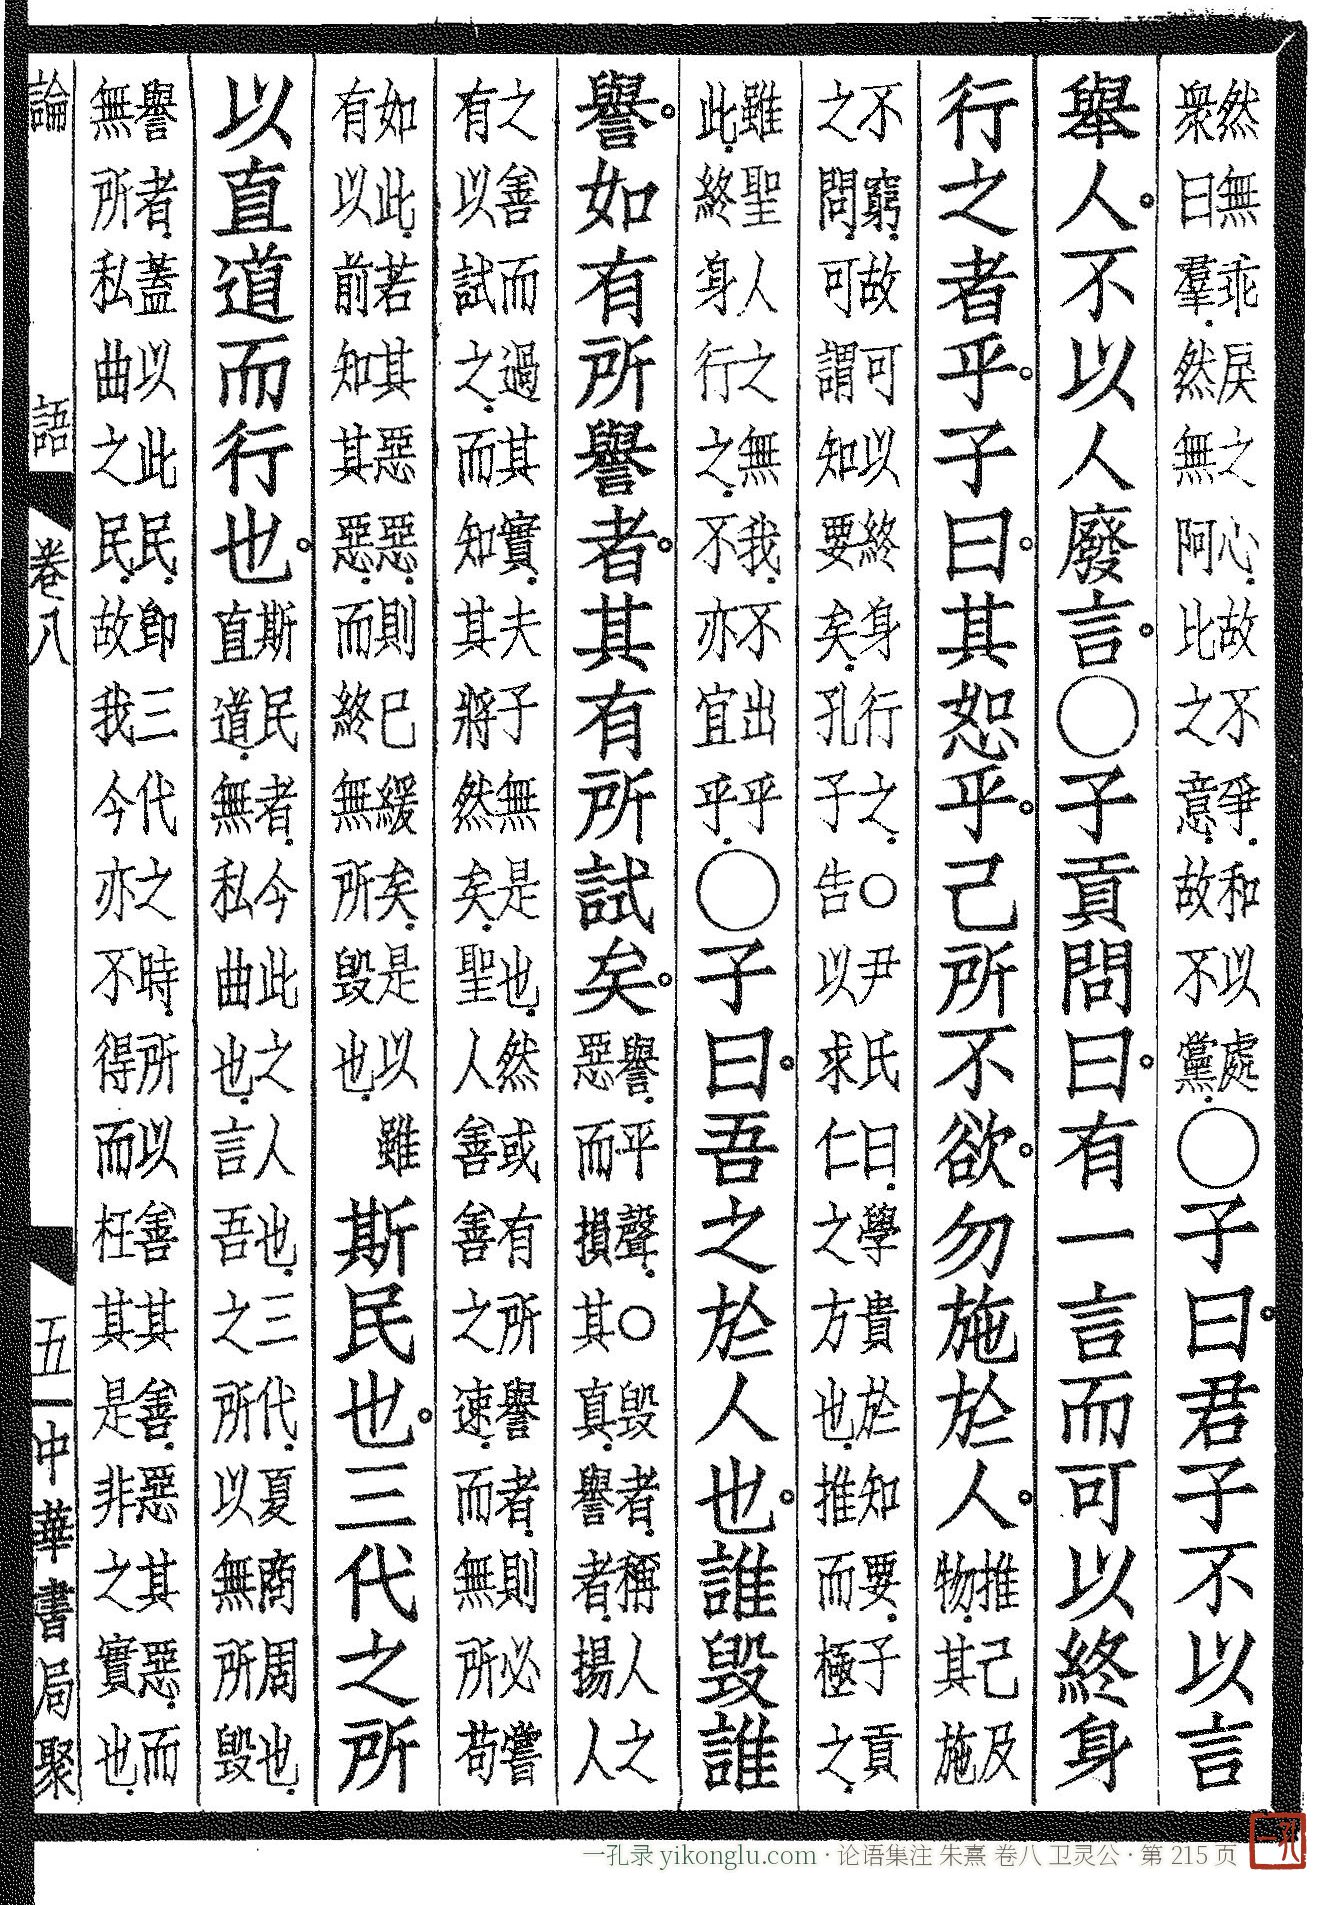 然無乖戾之心。故不爭。和以處
衆曰羣。然無阿比之意。故不黨。○子曰。君子不以言
舉人。不以人廢言。○子貢問曰。有一言而可以終身
行之者乎。子曰。其恕乎。己所不欲。勿施於人。推己及
物。其施
不窮。故可以終身行之。○尹氏曰。學貴於知要。子貢
之問。可謂知要矣。孔子告以求仁之方也。推而極之。
雖聖人之無我。不出乎
此。終身行之。不亦宜乎。○子曰。吾之於人也。誰毀誰
譽。如有所譽者。其有所試矣。譽。平聲。○毀者。稱人之
惡而損其真。譽者。揚人
之善而過其實。夫子無是也。然或有所譽者。則必嘗
有以試之。而知其將然矣。聖人善善之速。而無所苟
如此。若其惡惡。則已緩矣。是以雖
有以前知其惡。而終無所毀也。斯民也。三代之所
以直道而行也。斯民者。今此之人也。三代。夏商周也。
直道。無私曲也。言吾之所以無所毀
譽者。蓋以此民。即三代之時。所以善其善。惡其惡。而
無所私曲之民。故我今亦不得而枉其是非之實也。
論語
卷八
五一中華書局聚
一孔录 yikonglu.com · 论语集注 朱熹 卷八 卫灵公 · 第 215 页
一孔